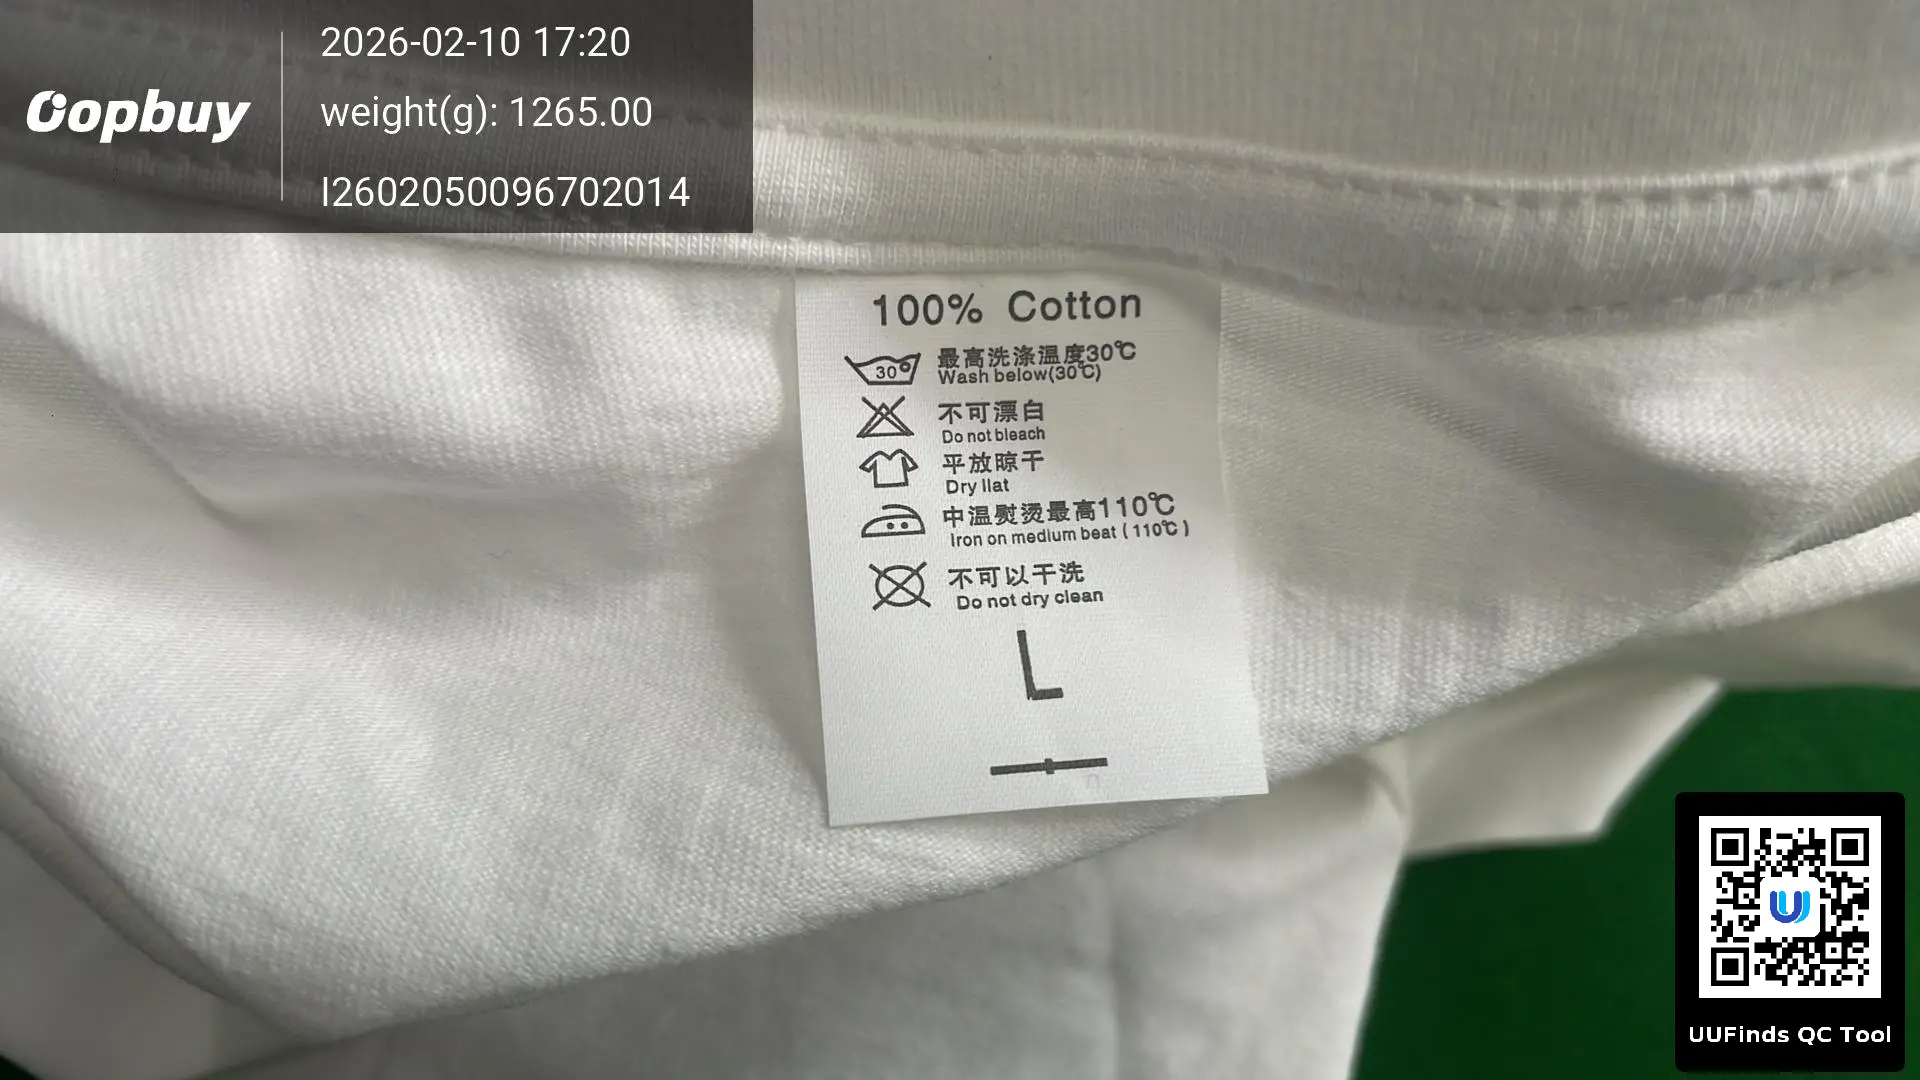 2026-02-10 17:20
Oopbuy
weight(g): 1265.00
I2602050096702014
100% Cotton
30°
最高洗涤温度30℃
Wash below(30℃)
不可漂白
Do not bleach
平放晾干
Dry llat
中温熨烫最高110℃
Iron on medium beat ( 110℃ )
不可以干洗
Do not dry clean
L
UUFinds QC Tool